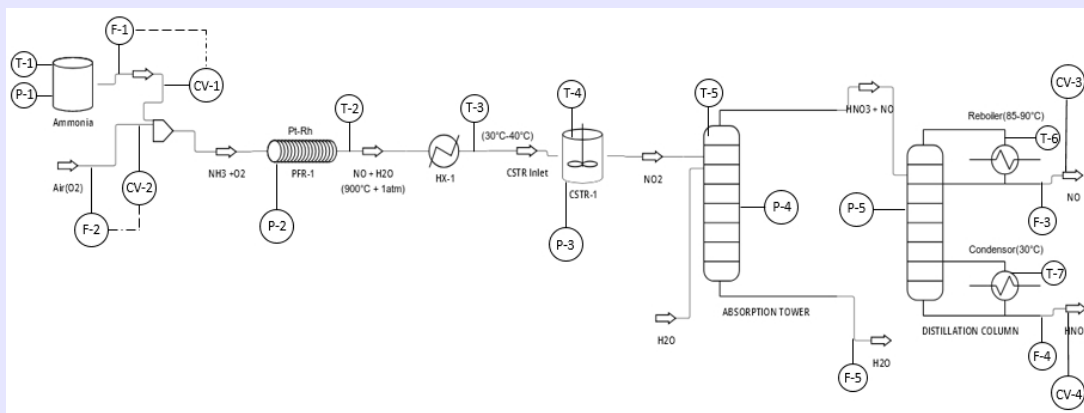 F-1
T-1
P-1
CV-1
Ammonia
Air(O2)
CV-2
F-2
NH3 +O2
Pt-Rh
PFR-1
P-2
T-2
NO + H2O
(900°C + 1atm)
HX-1
T-3
(30°C-40°C)
CSTR Inlet
T-4
CSTR-1
P-3
NO2
T-5
P-4
H2O
ABSORPTION TOWER
F-5
H2O
HNO3 + NO
P-5
DISTILLATION COLUMN
Reboiler(85-90°C)
T-6
CV-3
NO
F-3
Condensor(30°C)
T-7
HNO
F-4
CV-4